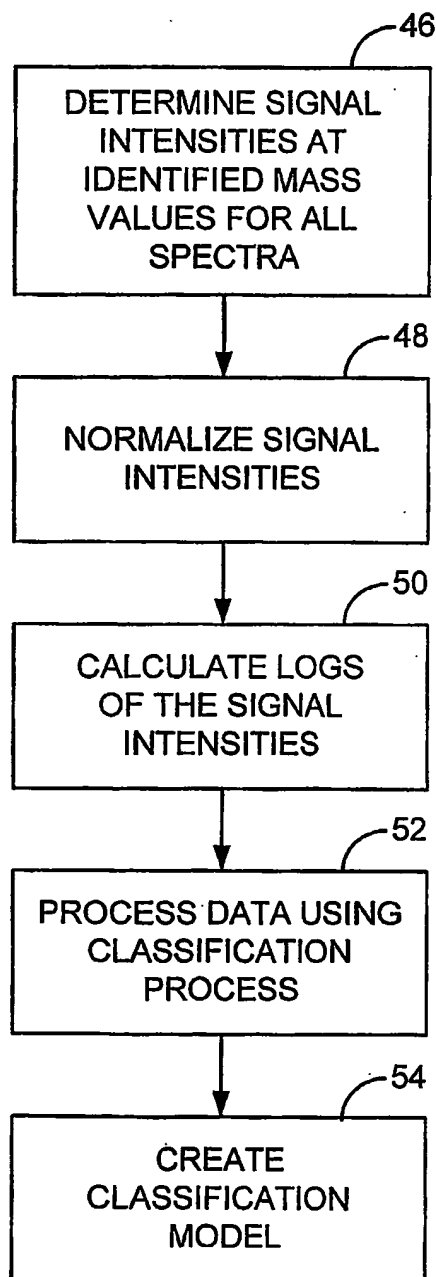 46
DETERMINE SIGNAL
INTENSITIES AT
IDENTIFIED MASS
VALUES FOR ALL
SPECTRA
48
NORMALIZE SIGNAL
INTENSITIES
50
CALCULATE LOGS
OF THE SIGNAL
INTENSITIES
52
PROCESS DATA USING
CLASSIFICATION
PROCESS
54
CREATE
CLASSIFICATION
MODEL